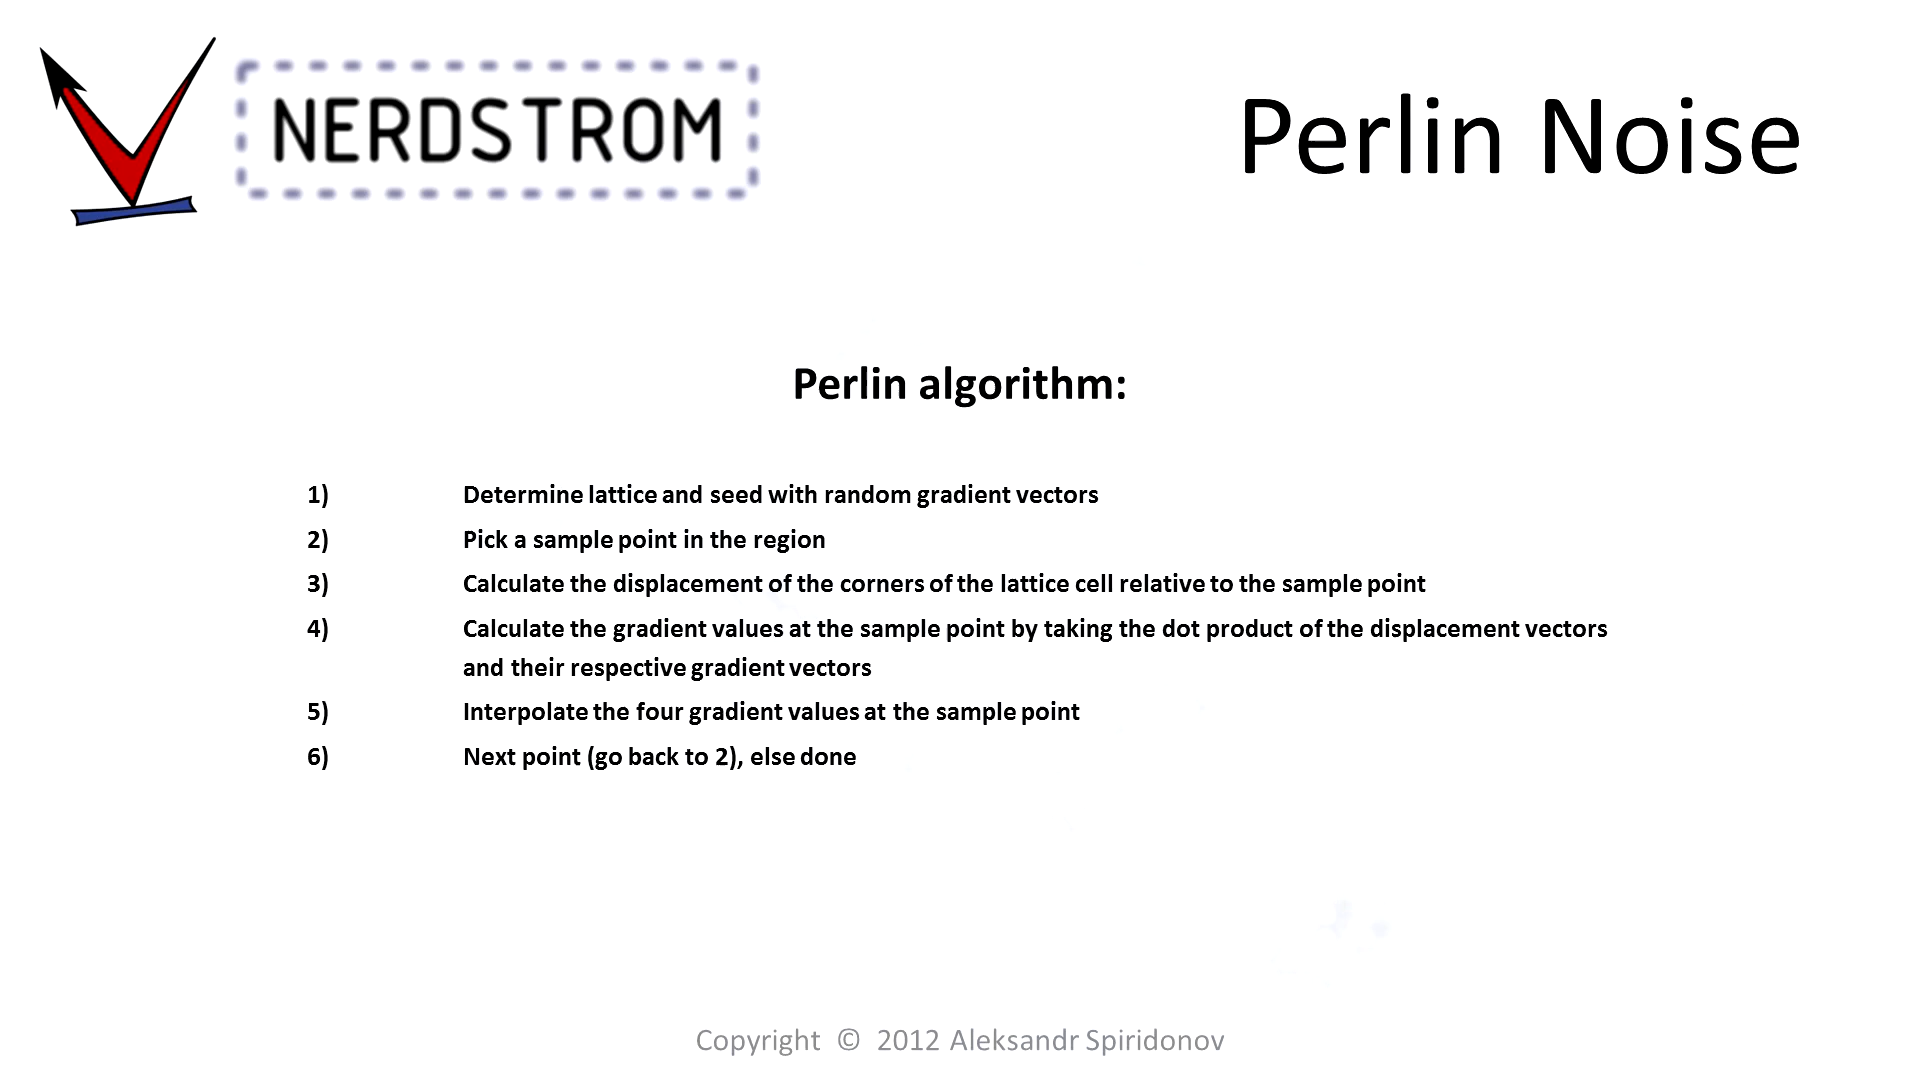 NERDSTROM
Perlin Noise
Perlin algorithm:
1) Determine lattice and seed with random gradient vectors
2) Pick a sample point in the region
3) Calculate the displacement of the corners of the lattice cell relative to the sample point
4) Calculate the gradient values at the sample point by taking the dot product of the displacement vectors
and their respective gradient vectors
5) Interpolate the four gradient values at the sample point
6) Next point (go back to 2), else done
Copyright © 2012 Aleksandr Spiridonov